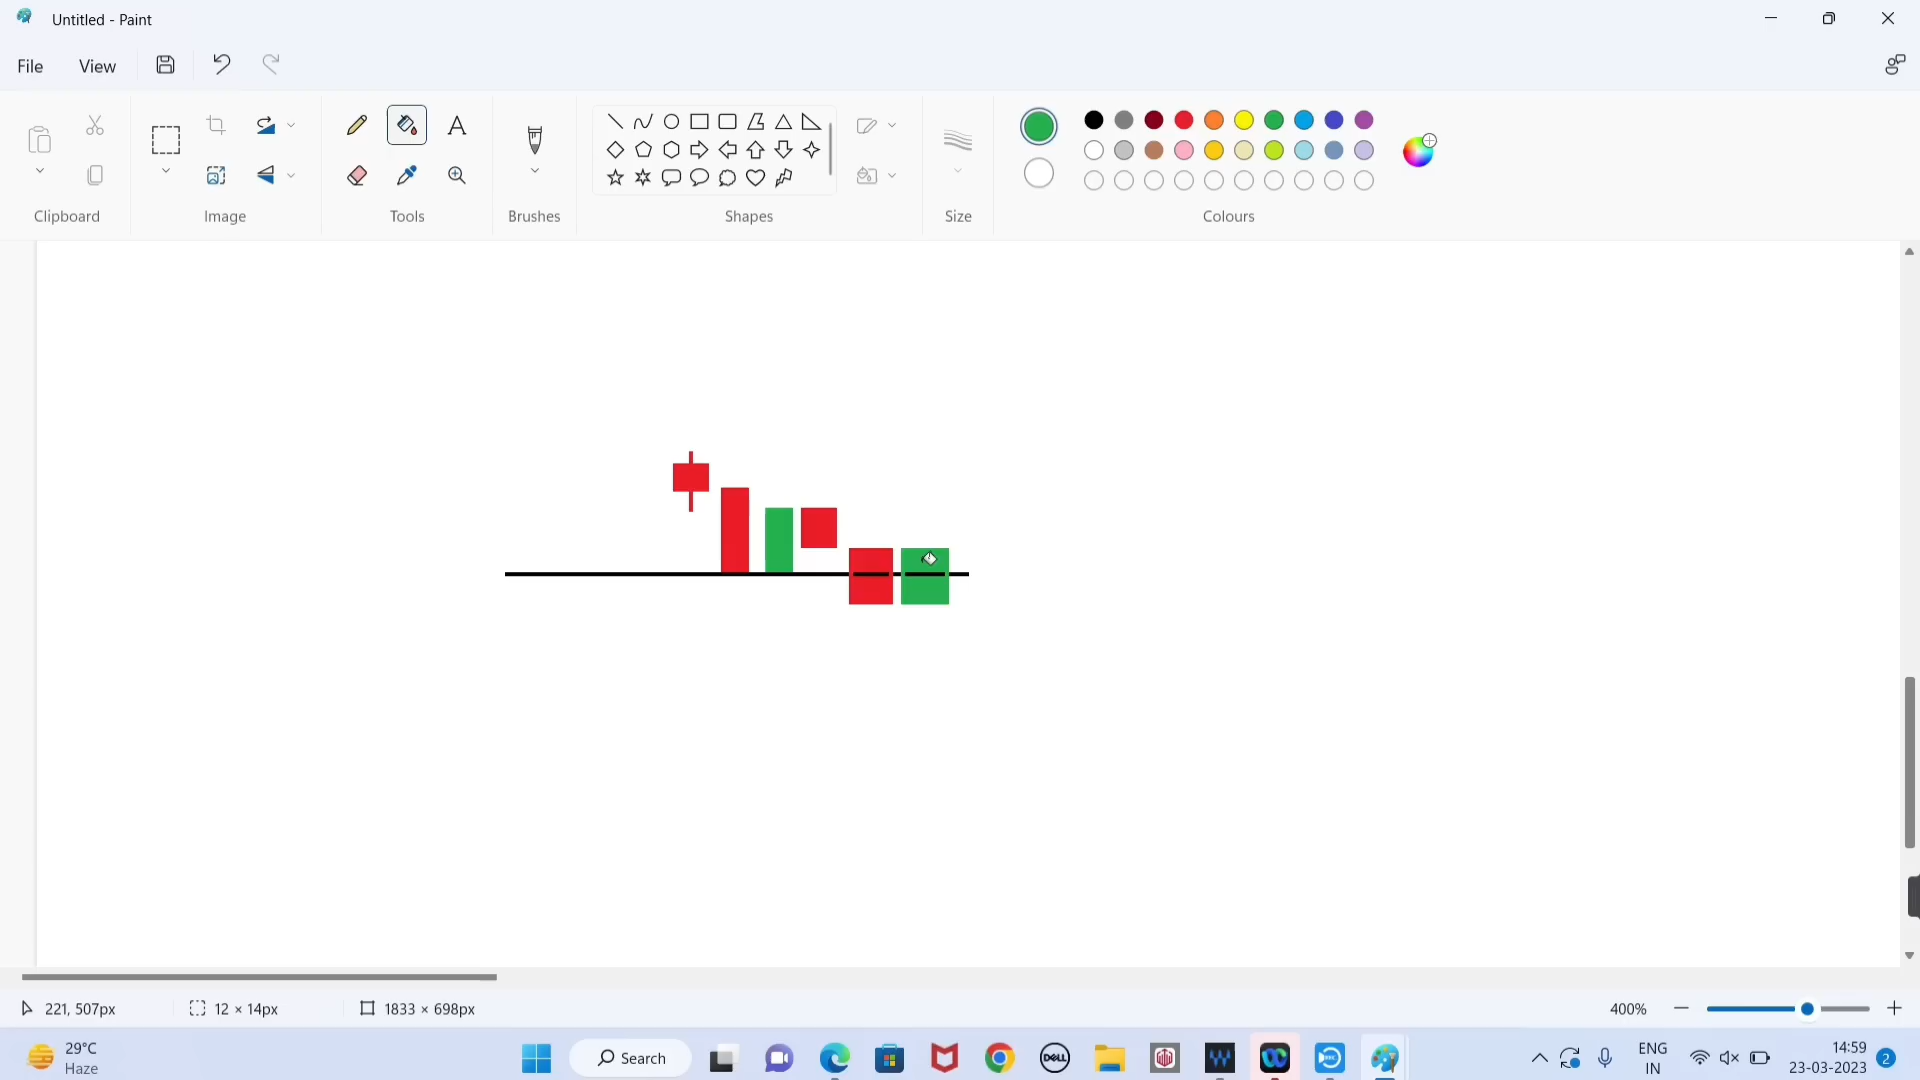 Untitled - Paint
File View
Clipboard Image Tools Brushes Shapes Size Colours
221, 507px 12 × 14px 1833 × 698px 400%
29°C
Haze
Search
DELL
ENG
IN
14:59
23-03-2023 2